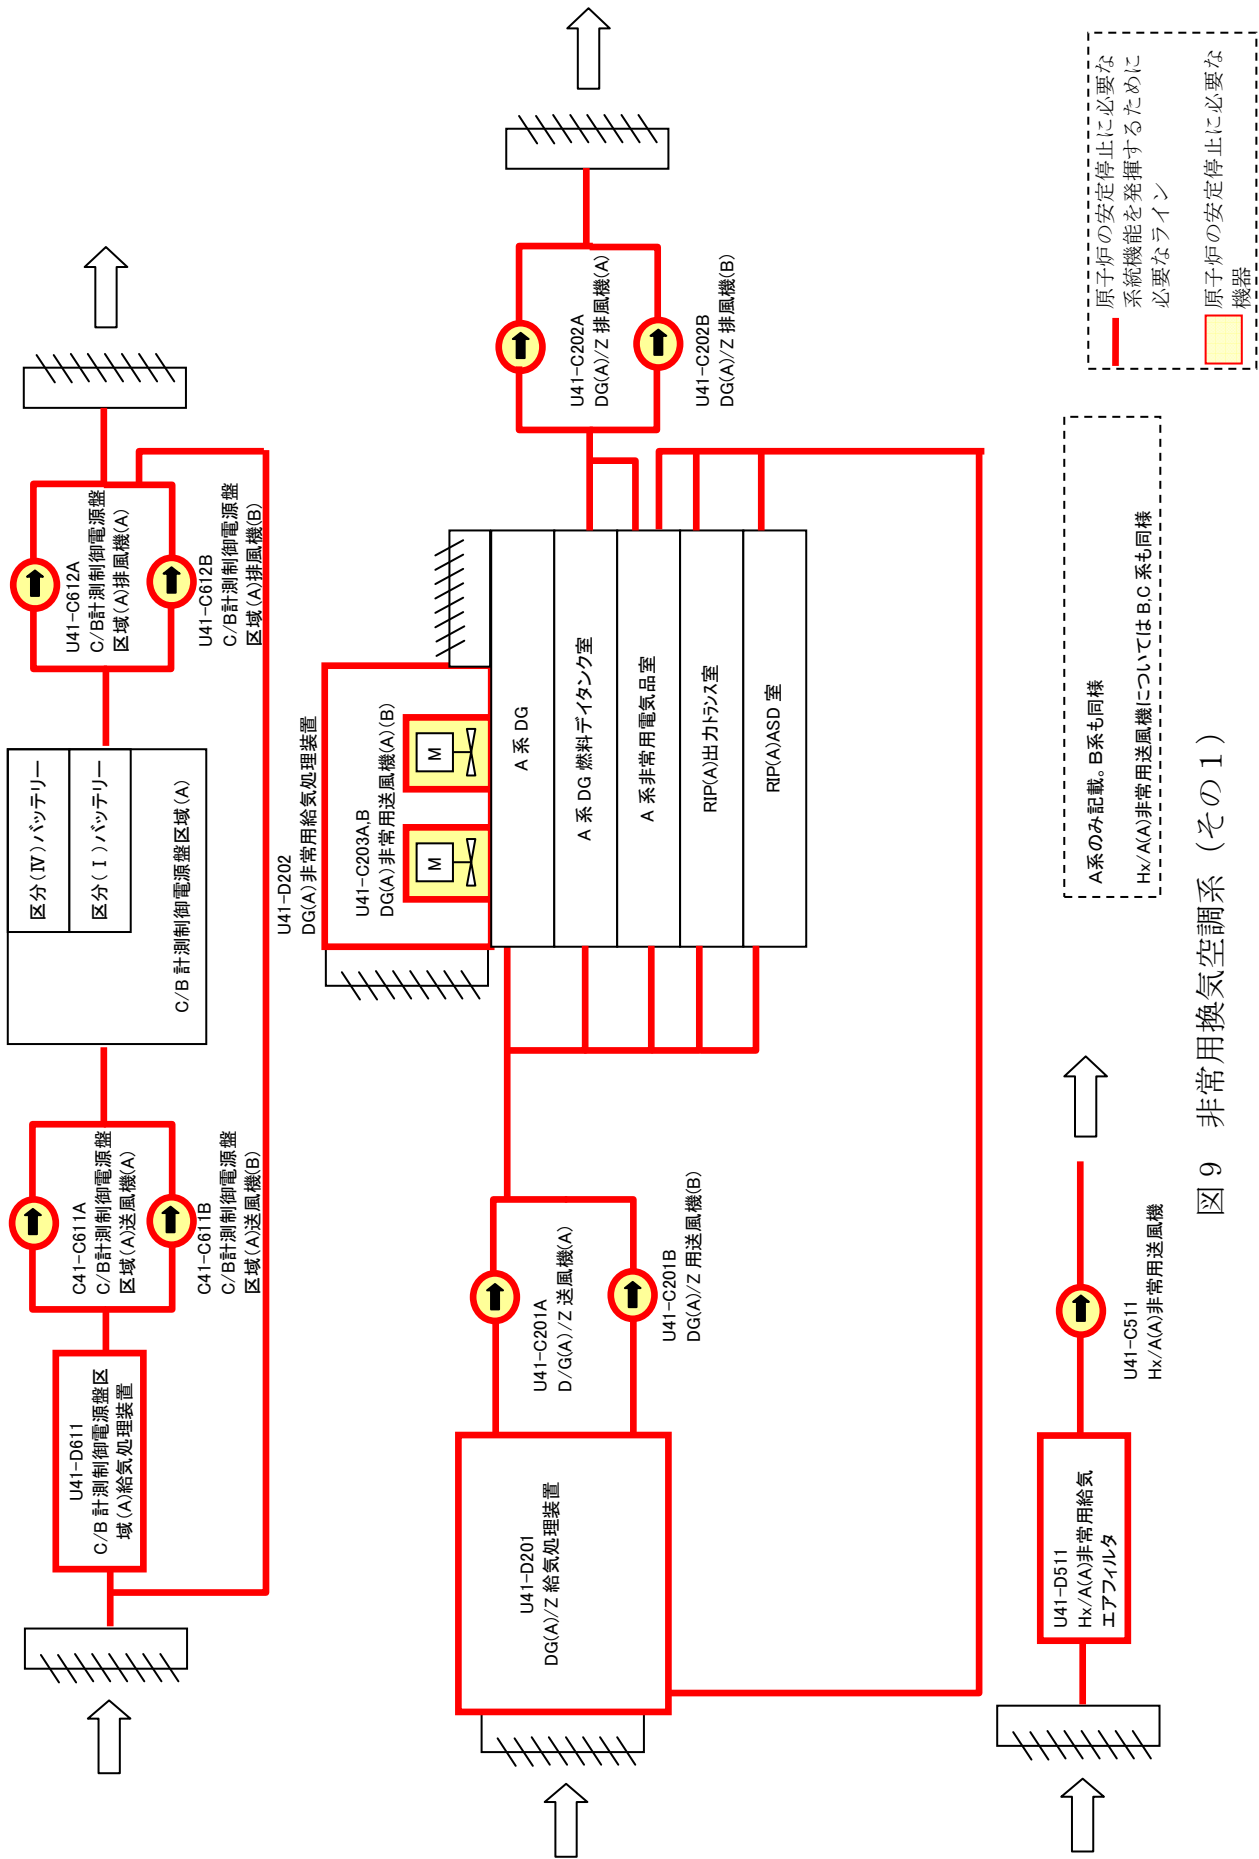 U41-D611
C/B 計測制御電源盤区
域(A)給気処理装置
C41-C611A
C/B計測制御電源盤
区域(A)送風機(A)
C41-C611B
C/B計測制御電源盤
区域(A)送風機(B)
区分(Ⅳ)バッテリー
区分(Ⅰ)バッテリー
C/B 計測制御電源盤区域(A)
U41-C612A
C/B計測制御電源盤
区域(A)排風機(A)
U41-C612B
C/B計測制御電源盤
区域(A)排風機(B)
U41-D202
DG(A)非常用給気処理装置
U41-C203A,B
DG(A)非常用送風機(A)(B)
M
M
U41-D201
DG(A)/Z 給気処理装置
U41-C201A
D/G(A)/Z 送風機(A)
U41-C201B
DG(A)/Z 用送風機(B)
A 系 DG
A 系 DG 燃料デイタンク室
A 系非常用電気品室
RIP(A)出力トランス室
RIP(A)ASD 室
U41-C202A
DG(A)/Z 排風機(A)
U41-C202B
DG(A)/Z 排風機(B)
U41-D511
Hx/A(A)非常用給気
エアフィルタ
U41-C511
Hx/A(A)非常用送風機
A系のみ記載。B系も同様
Hx/A(A)非常用送風機については B,C 系も同様
原子炉の安定停止に必要な
系統機能を発揮するために
必要なライン
原子炉の安定停止に必要な
機器
図９　非常用換気空調系（その１）